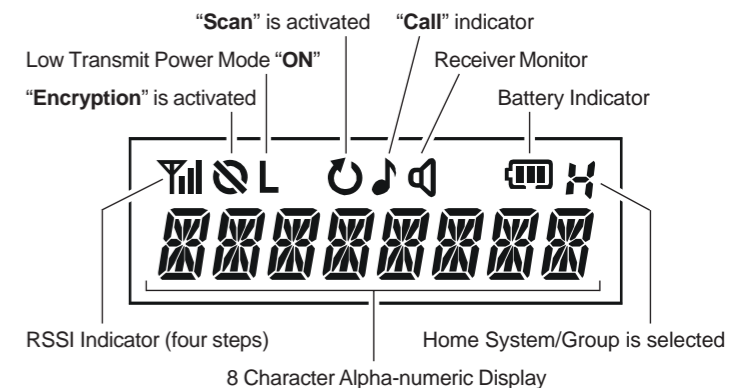 “Scan” is activated “Call” indicator
Low Transmit Power Mode “ON” Receiver Monitor
“Encryption” is activated Battery Indicator
L H
RSSI Indicator (four steps) Home System/Group is selected
8 Character Alpha-numeric Display